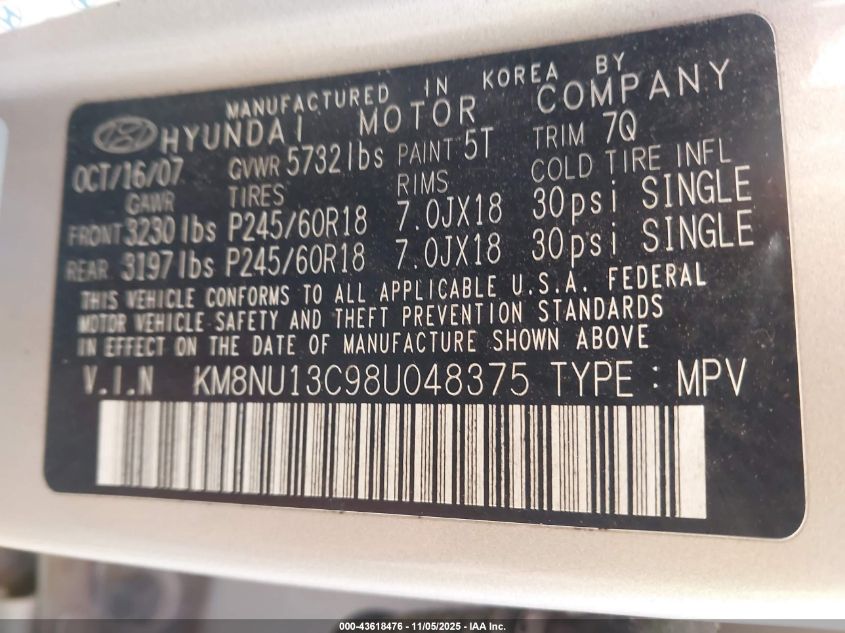 MANUFACTURED IN KOREA BY
HYUNDAI MOTOR COMPANY
OCT/16/07 GVWR 5732lbs PAINT 5T TRIM 7Q
GAWR TIRES RIMS COLD TIRE INFL
FRONT 3230lbs P245/60R18 7.0JX18 30psi SINGLE
REAR 3197lbs P245/60R18 7.0JX18 30psi SINGLE
THIS VEHICLE CONFORMS TO ALL APPLICABLE U.S.A. FEDERAL
MOTOR VEHICLE SAFETY AND THEFT PREVENTION STANDARDS
IN EFFECT ON THE DATE OF MANUFACTURE SHOWN ABOVE
V.I.N KM8NU13C98U048375 TYPE : MPV
000-43618476 - 11/05/2025 - IAA Inc.